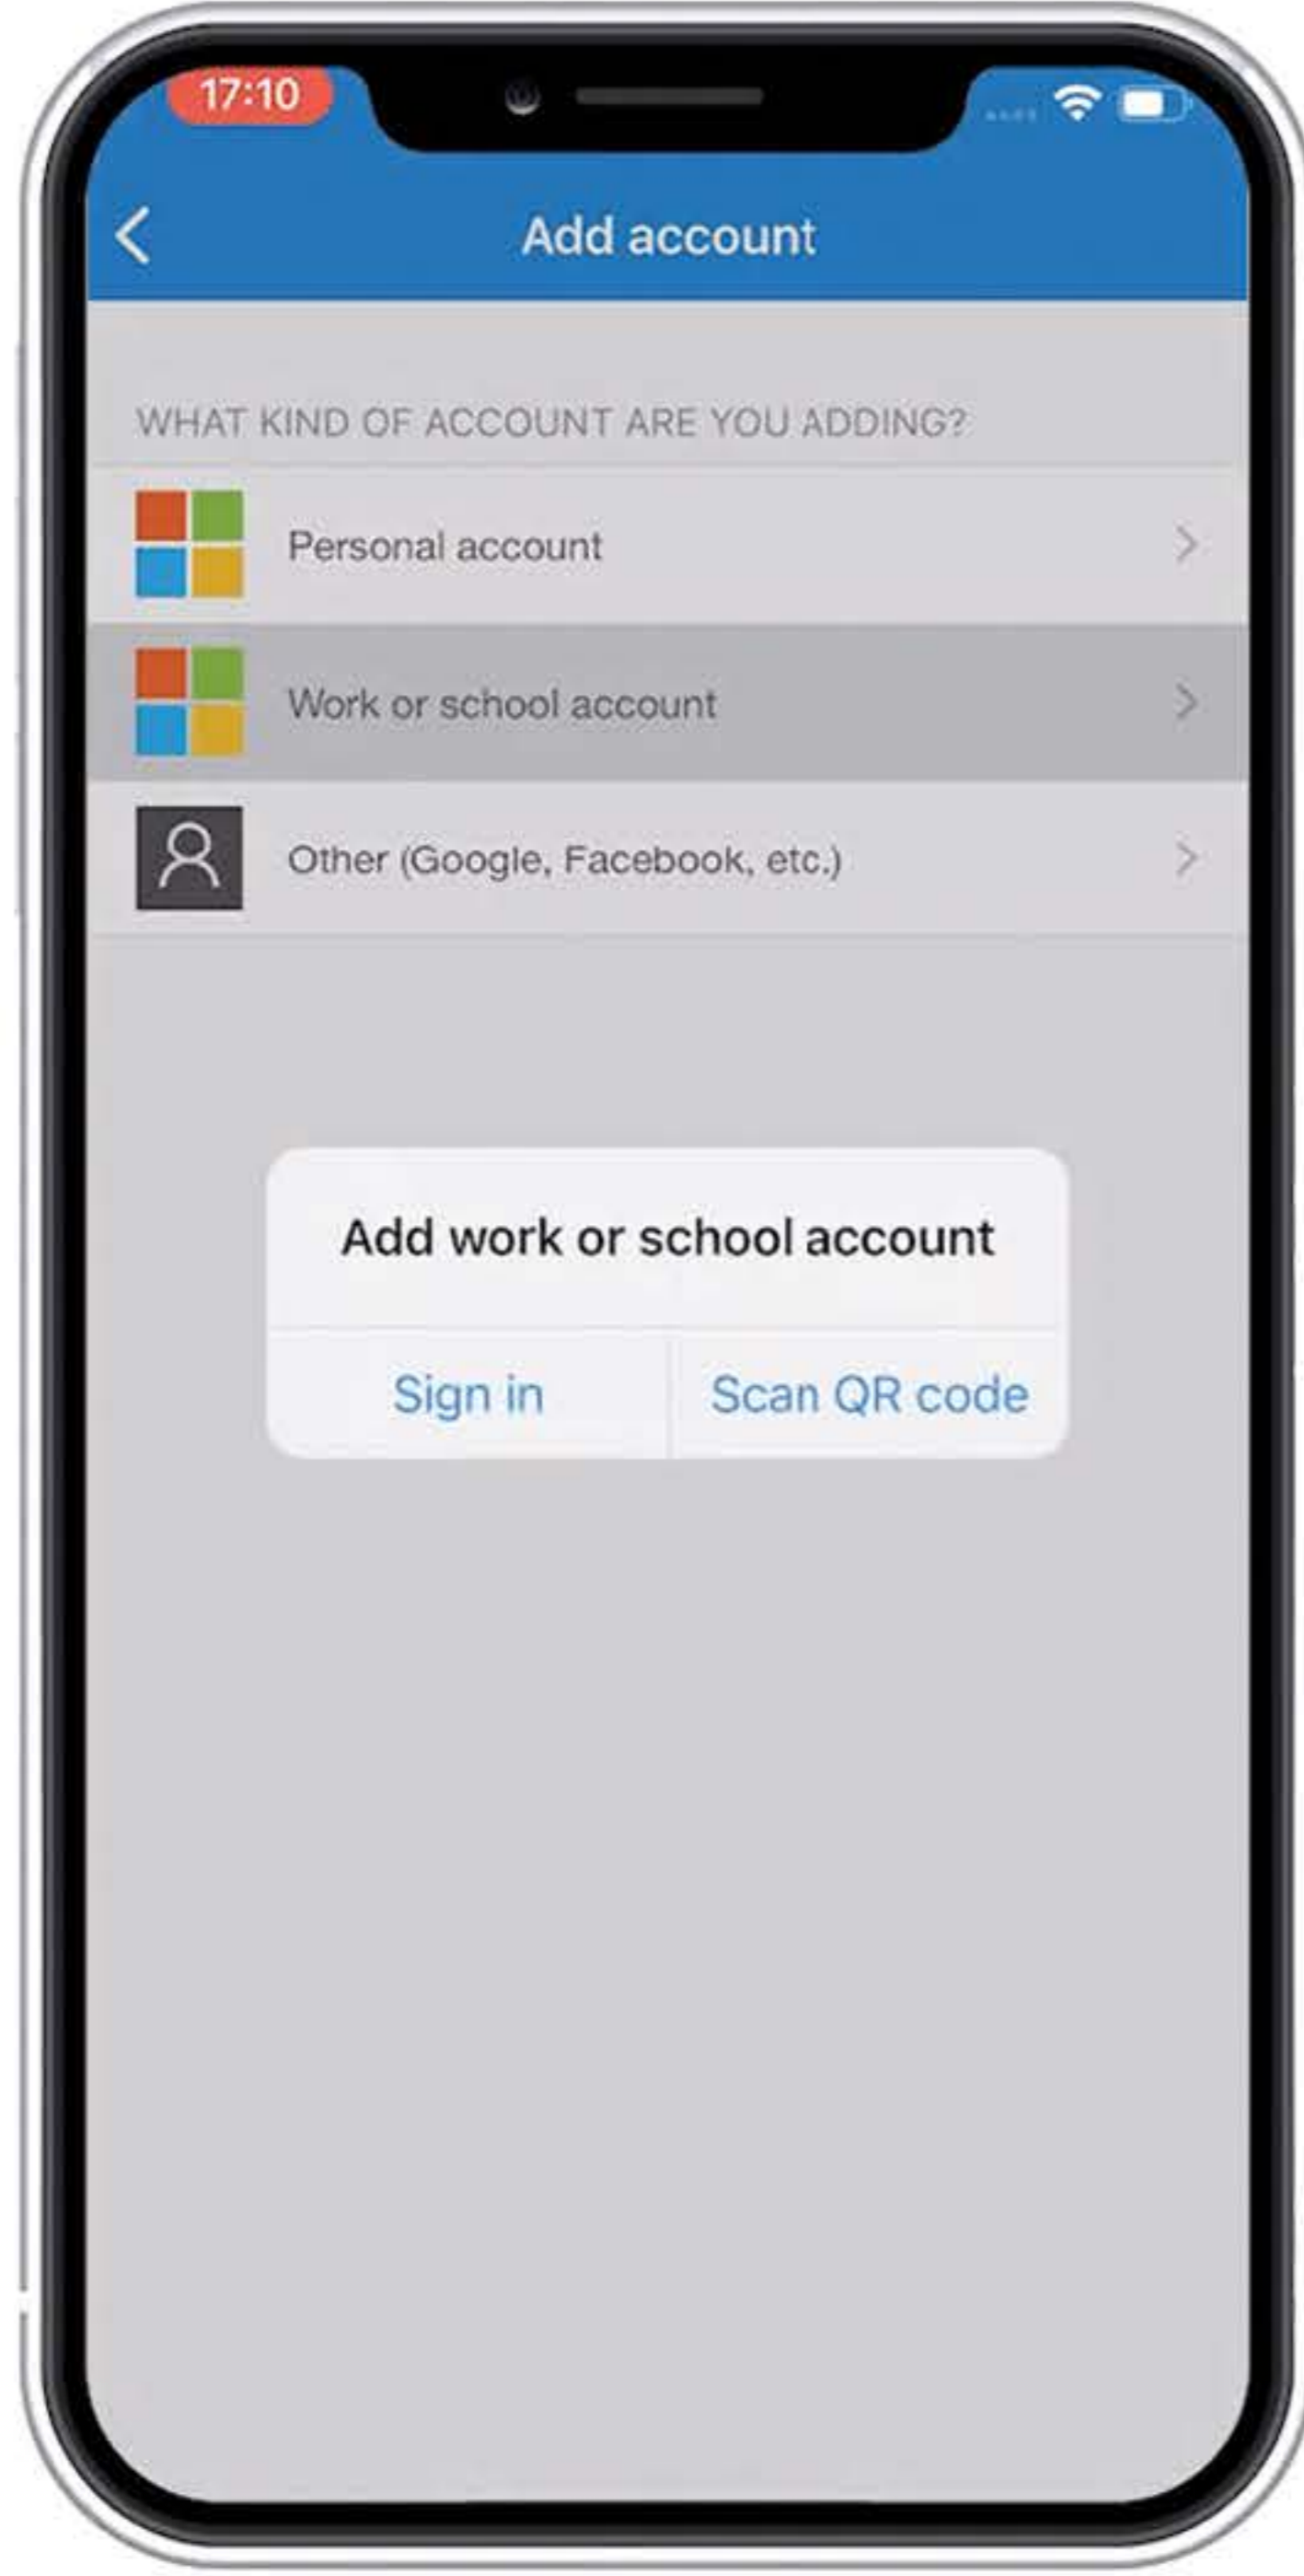 17:10
Add account
WHAT KIND OF ACCOUNT ARE YOU ADDING?
Personal account
Work or school account
Other (Google, Facebook, etc.)
Add work or school account
Sign in
Scan QR code